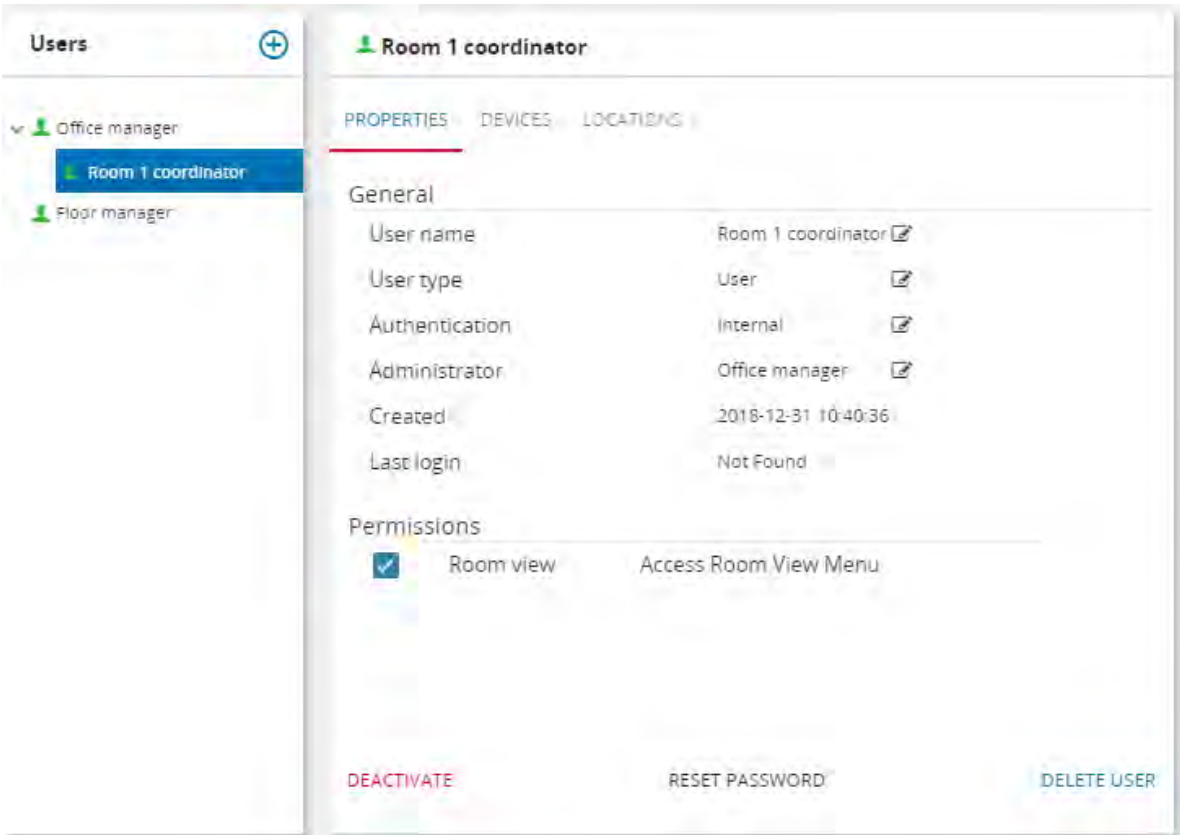 Users
Office manager
Room 1 coordinator
Floor manager
Room 1 coordinator
PROPERTIES DEVICES LOCATIONS
General
User name Room 1 coordinator
User type User
Authentication Internal
Administrator Office manager
Created 2018-12-31 10:40:36
Last login Not Found
Permissions
Room view Access Room View Menu
DEACTIVATE RESET PASSWORD DELETE USER